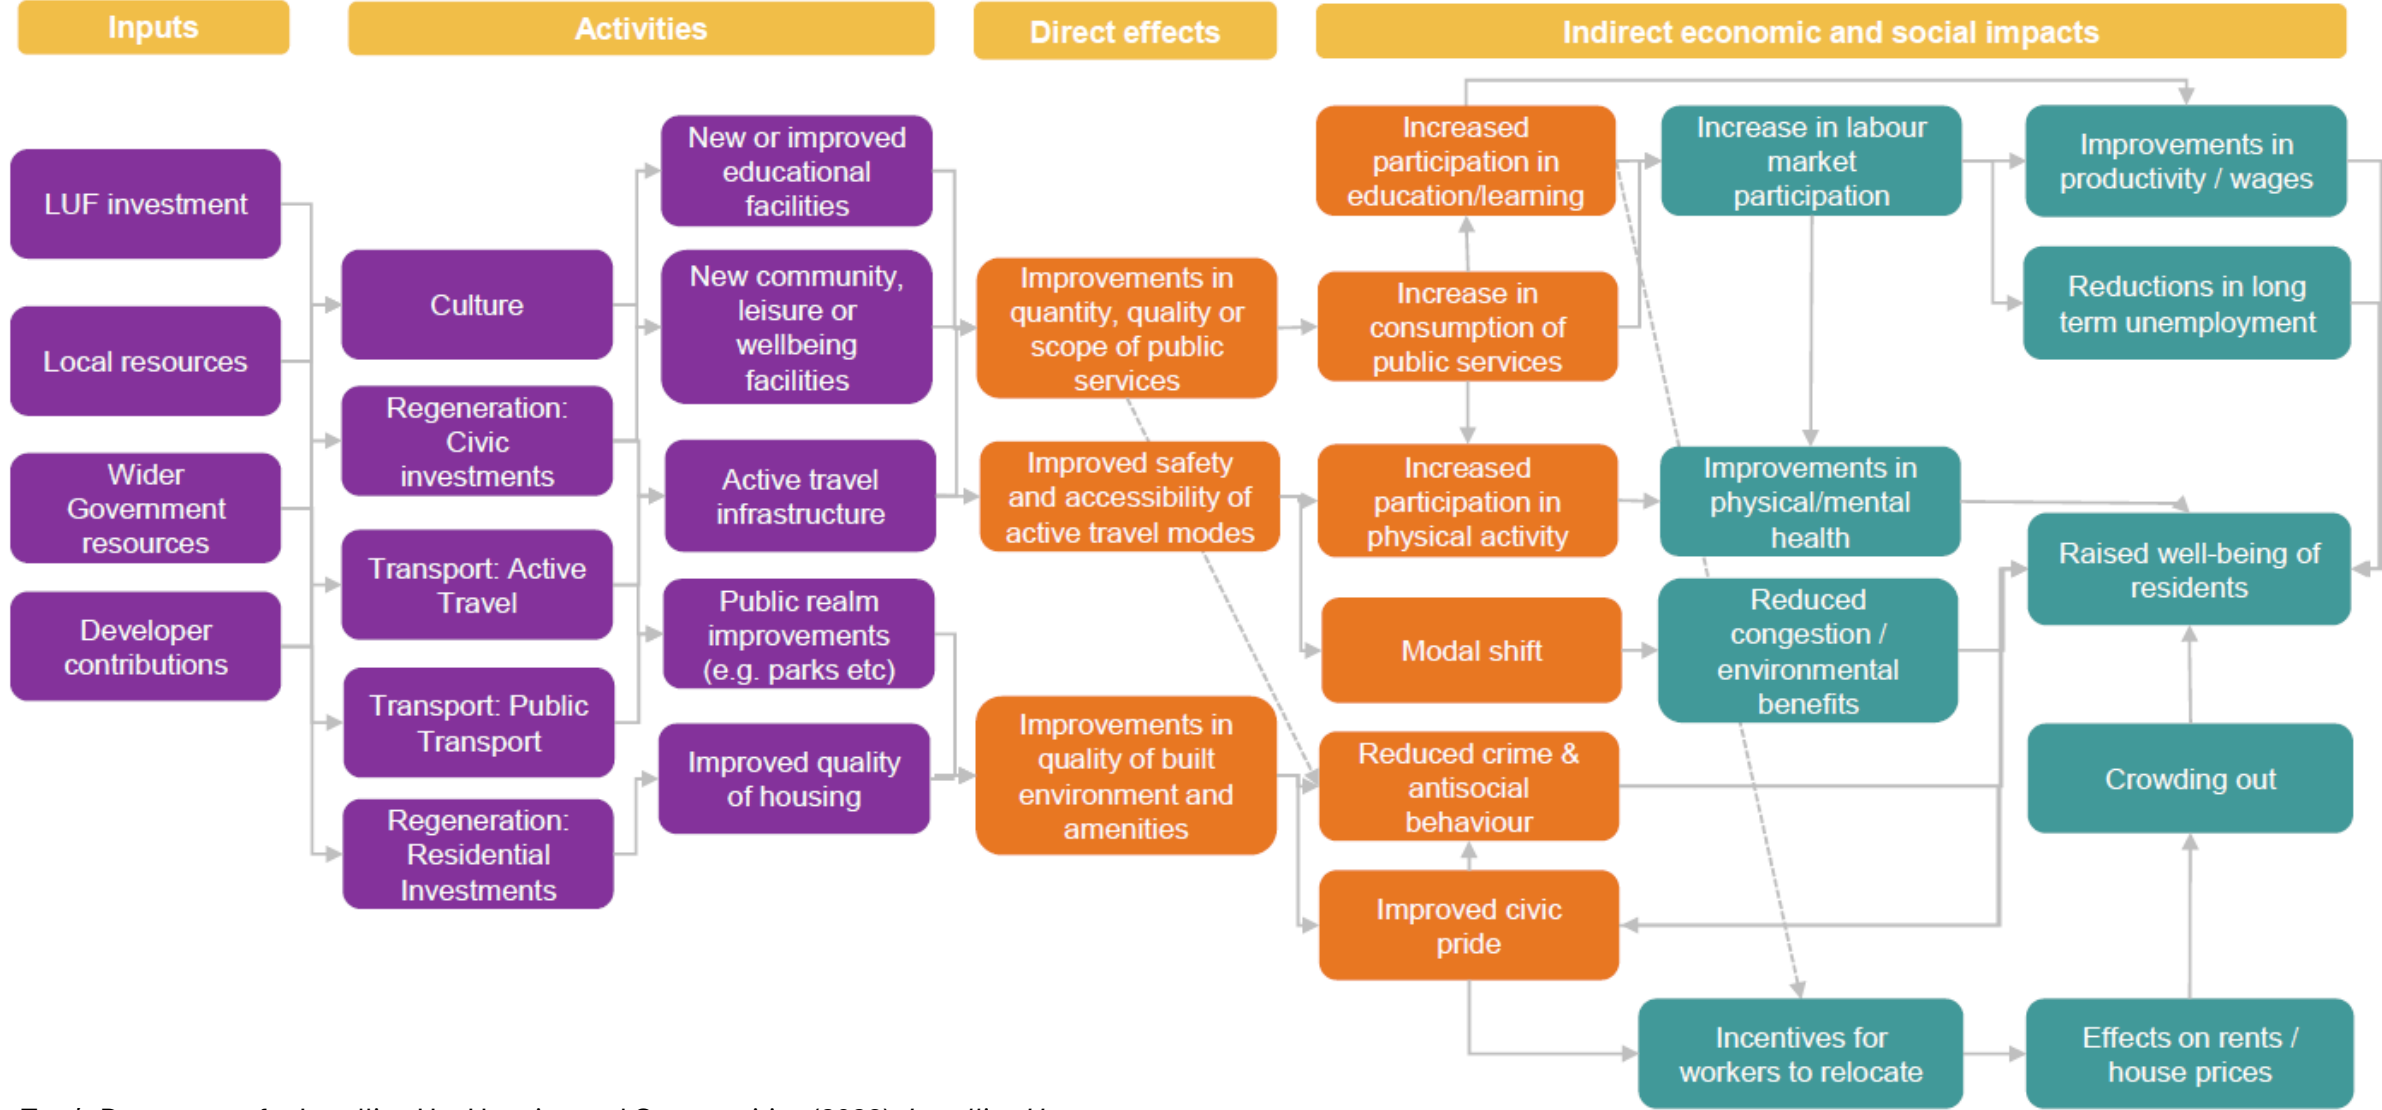 Inputs
Activities
Direct effects
Indirect economic and social impacts
LUF investment
Local resources
Wider
Government
resources
Developer
contributions
Culture
Regeneration:
Civic
investments
Transport: Active
Travel
Transport: Public
Transport
Regeneration:
Residential
Investments
New or improved
educational
facilities
New community,
leisure or
wellbeing
facilities
Active travel
infrastructure
Public realm
improvements
(e.g. parks etc)
Improved quality
of housing
Improvements in
quantity, quality or
scope of public
services
Improved safety
and accessibility of
active travel modes
Improvements in
quality of built
environment and
amenities
Increased
participation in
education/learning
Increase in
consumption of
public services
Increased
participation in
physical activity
Modal shift
Reduced crime &
antisocial
behaviour
Improved civic
pride
Increase in labour
market
participation
Improvements in
physical/mental
health
Reduced
congestion /
environmental
benefits
Incentives for
workers to relocate
Improvements in
productivity / wages
Reductions in long
term unemployment
Raised well-being of
residents
Crowding out
Effects on rents /
house prices